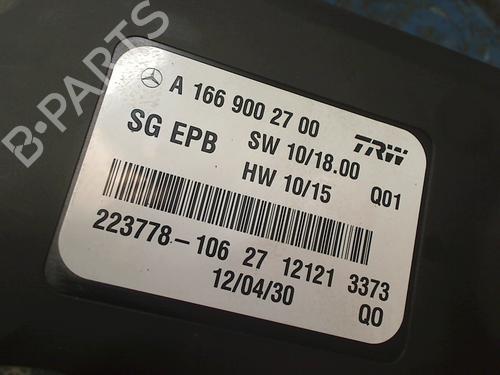 B-PARTS
A 166 900 27 00
TRW
SG EPB
SW 10/18.00
Q01
HW 10/15
223778-106 27 12121 3373
12/04/30
Q0